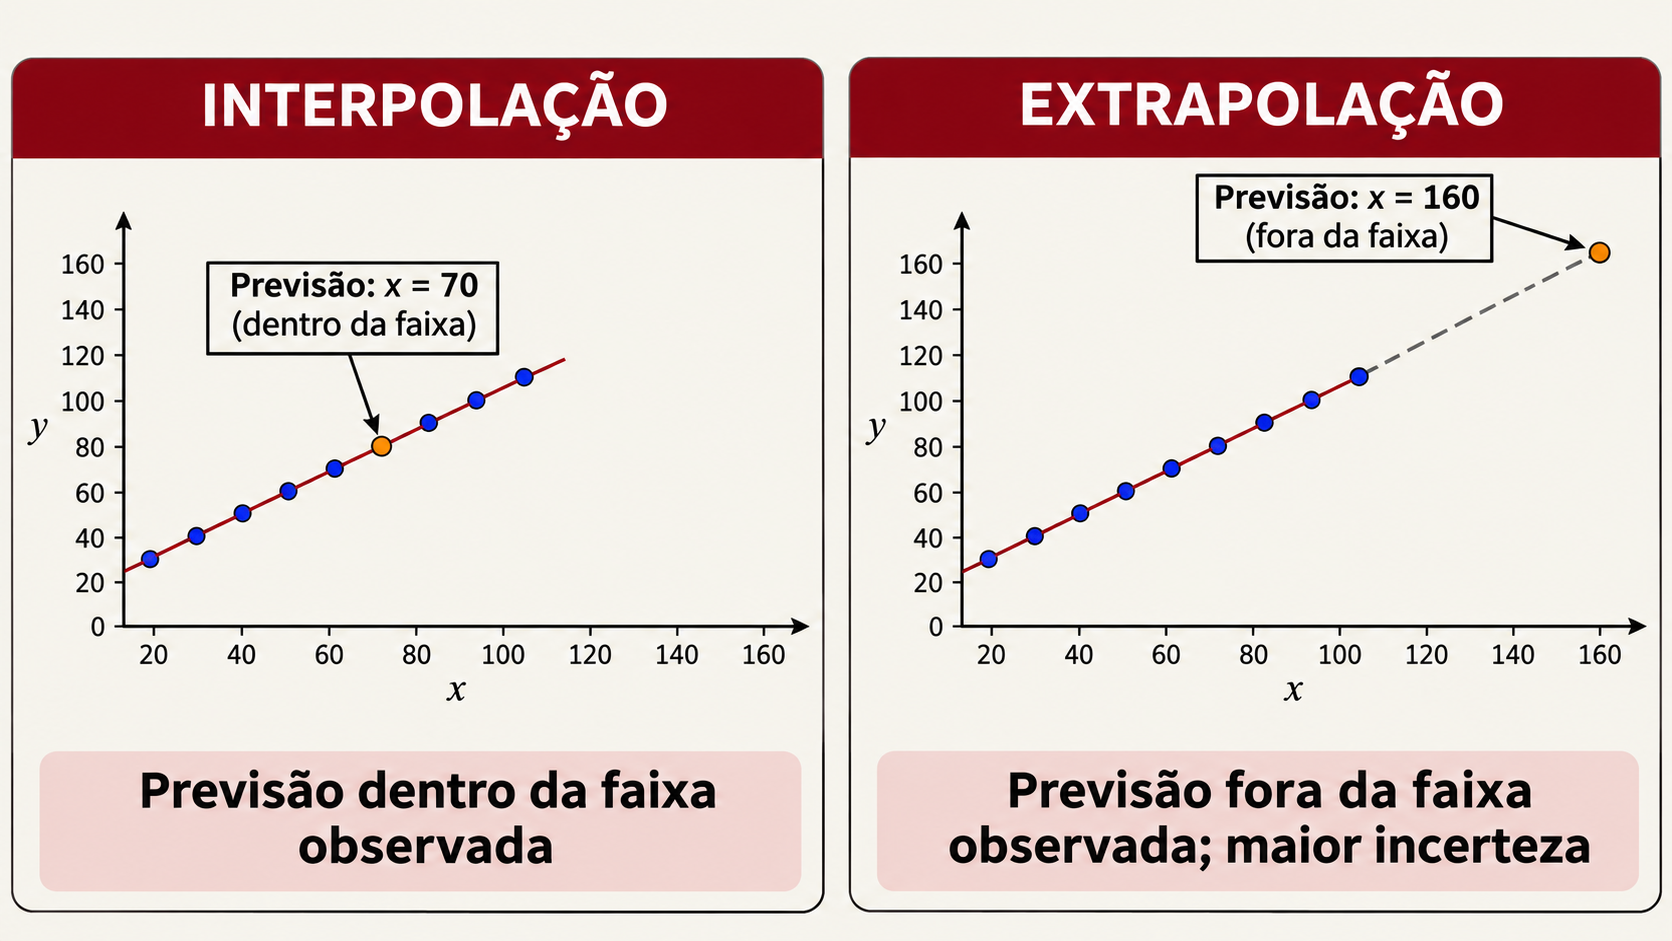 INTERPOLAÇÃO
Previsão: x = 70
(dentro da faixa)
160
140
120
100
80
60
40
20
0
y
20 40 60 80 100 120 140 160
x
Previsão dentro da faixa
observada
EXTRAPOLAÇÃO
Previsão: x = 160
(fora da faixa)
160
140
120
100
80
60
40
20
0
y
20 40 60 80 100 120 140 160
x
Previsão fora da faixa
observada; maior incerteza